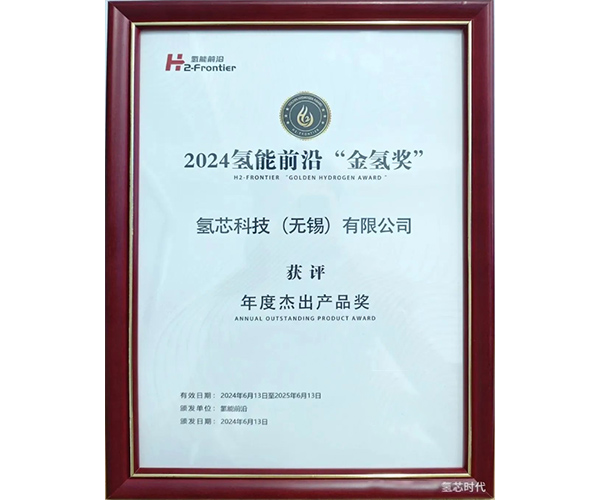 氢能前沿
H2-Frontier
2024氢能前沿“金氢奖”
H2-FRONTIER “GOLDEN HYDROGEN AWARD”
氢芯科技（无锡）有限公司
获评
年度杰出产品奖
ANNUAL OUTSTANDING PRODUCT AWARD
有效日期：2024年6月13日至2025年6月13日
颁发单位：氢能前沿
颁发日期：2024年6月13日
氢芯时代